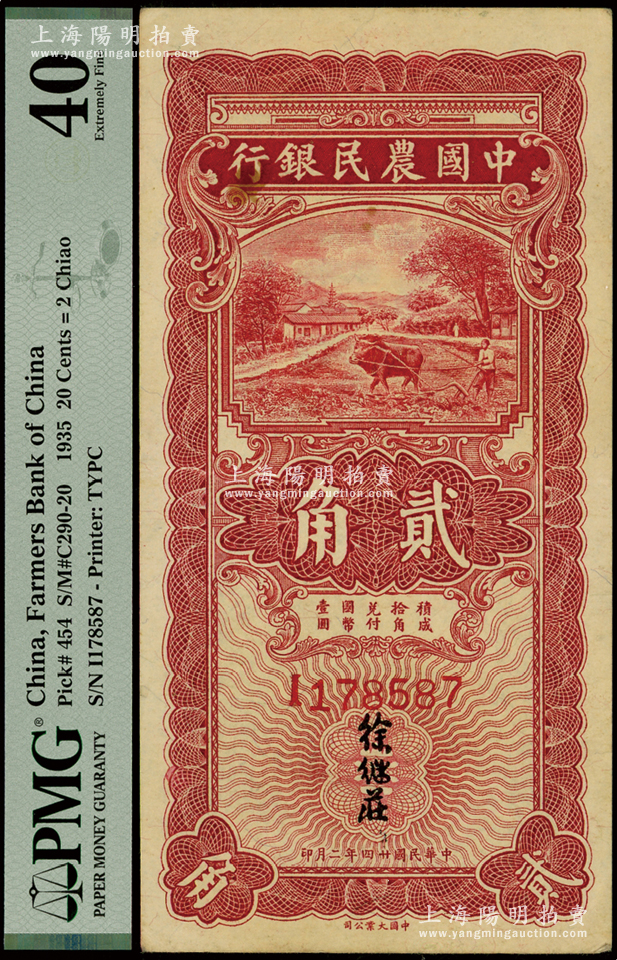 上海陽明拍賣
www.yangmingauction.com
40
Extremely Fine
China, Farmers Bank of China
Pick# 454 S/M#C290-20 1935 20 Cents = 2 Chiao
S/N I178587 - Printer: TYPC
PMG®
PAPER MONEY GUARANTY
行銀民農國中
上海陽明拍賣
www.yangmingauction.com
角貳
壹國兌拾積
圓幣付角成
I178587
徐继莊
印月二年四廿國民華中
角
貳
司公業大國中
上海陽明拍賣
www.yangmingauction.com